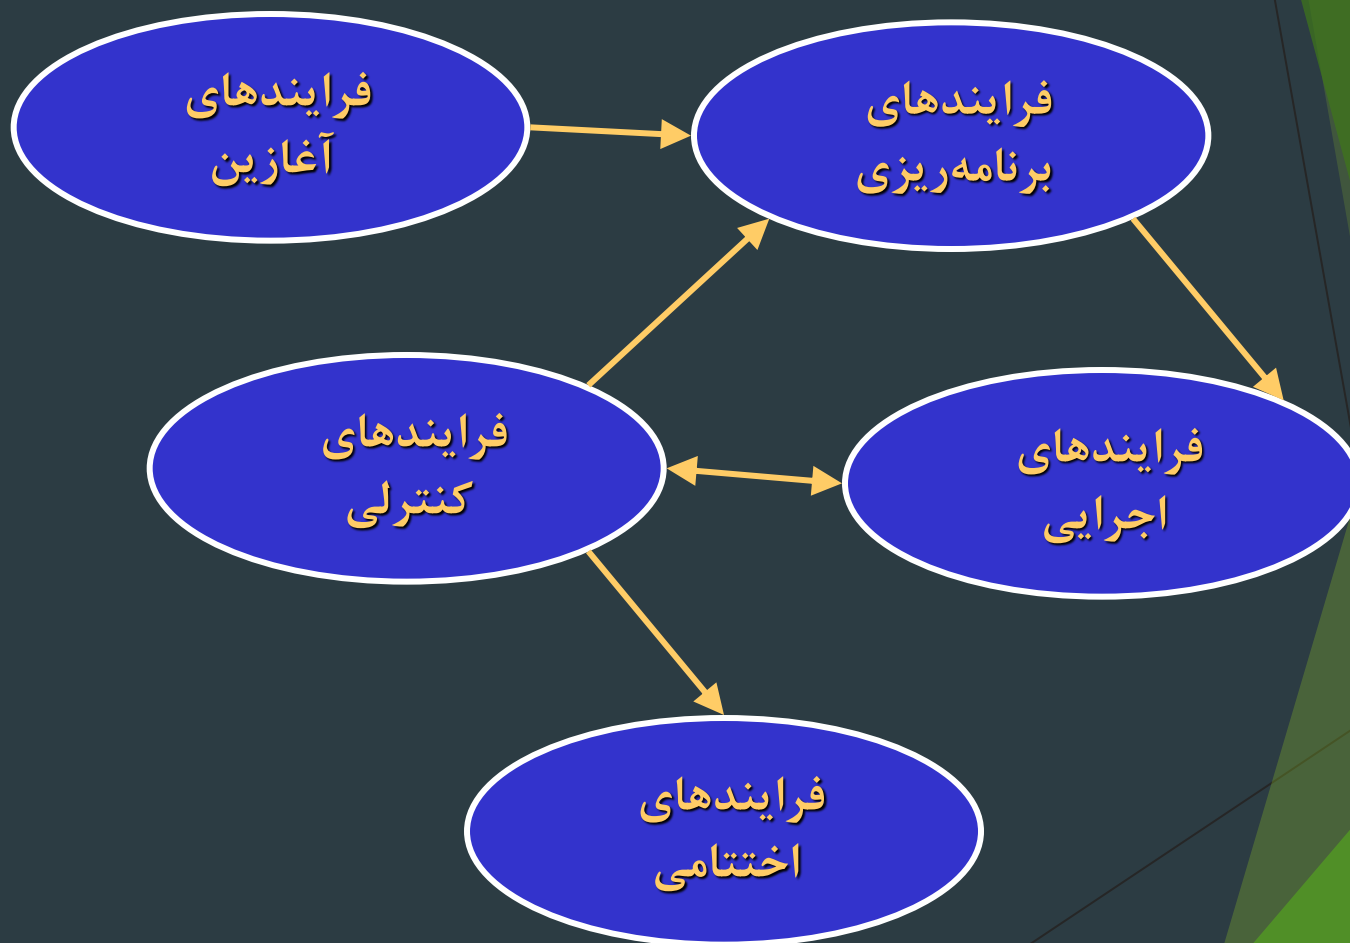 فرایندهای
آغازین
فرایندهای
برنامه‌ریزی
فرایندهای
کنترلی
فرایندهای
اجرایی
فرایندهای
اختتامی